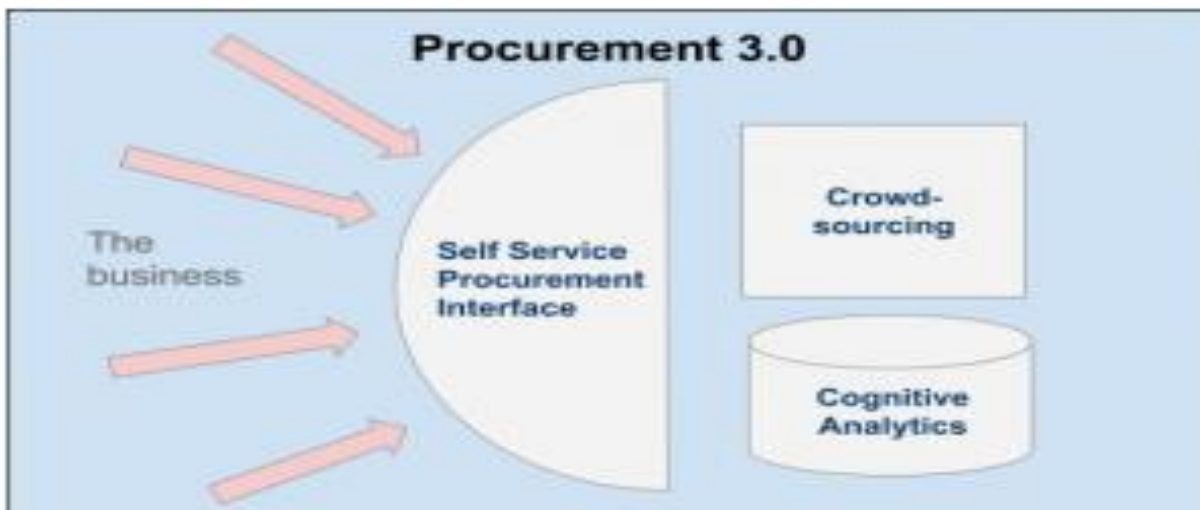 Procurement 3.0
The
business
Self Service
Procurement
Interface
Crowd-
sourcing
Cognitive
Analytics